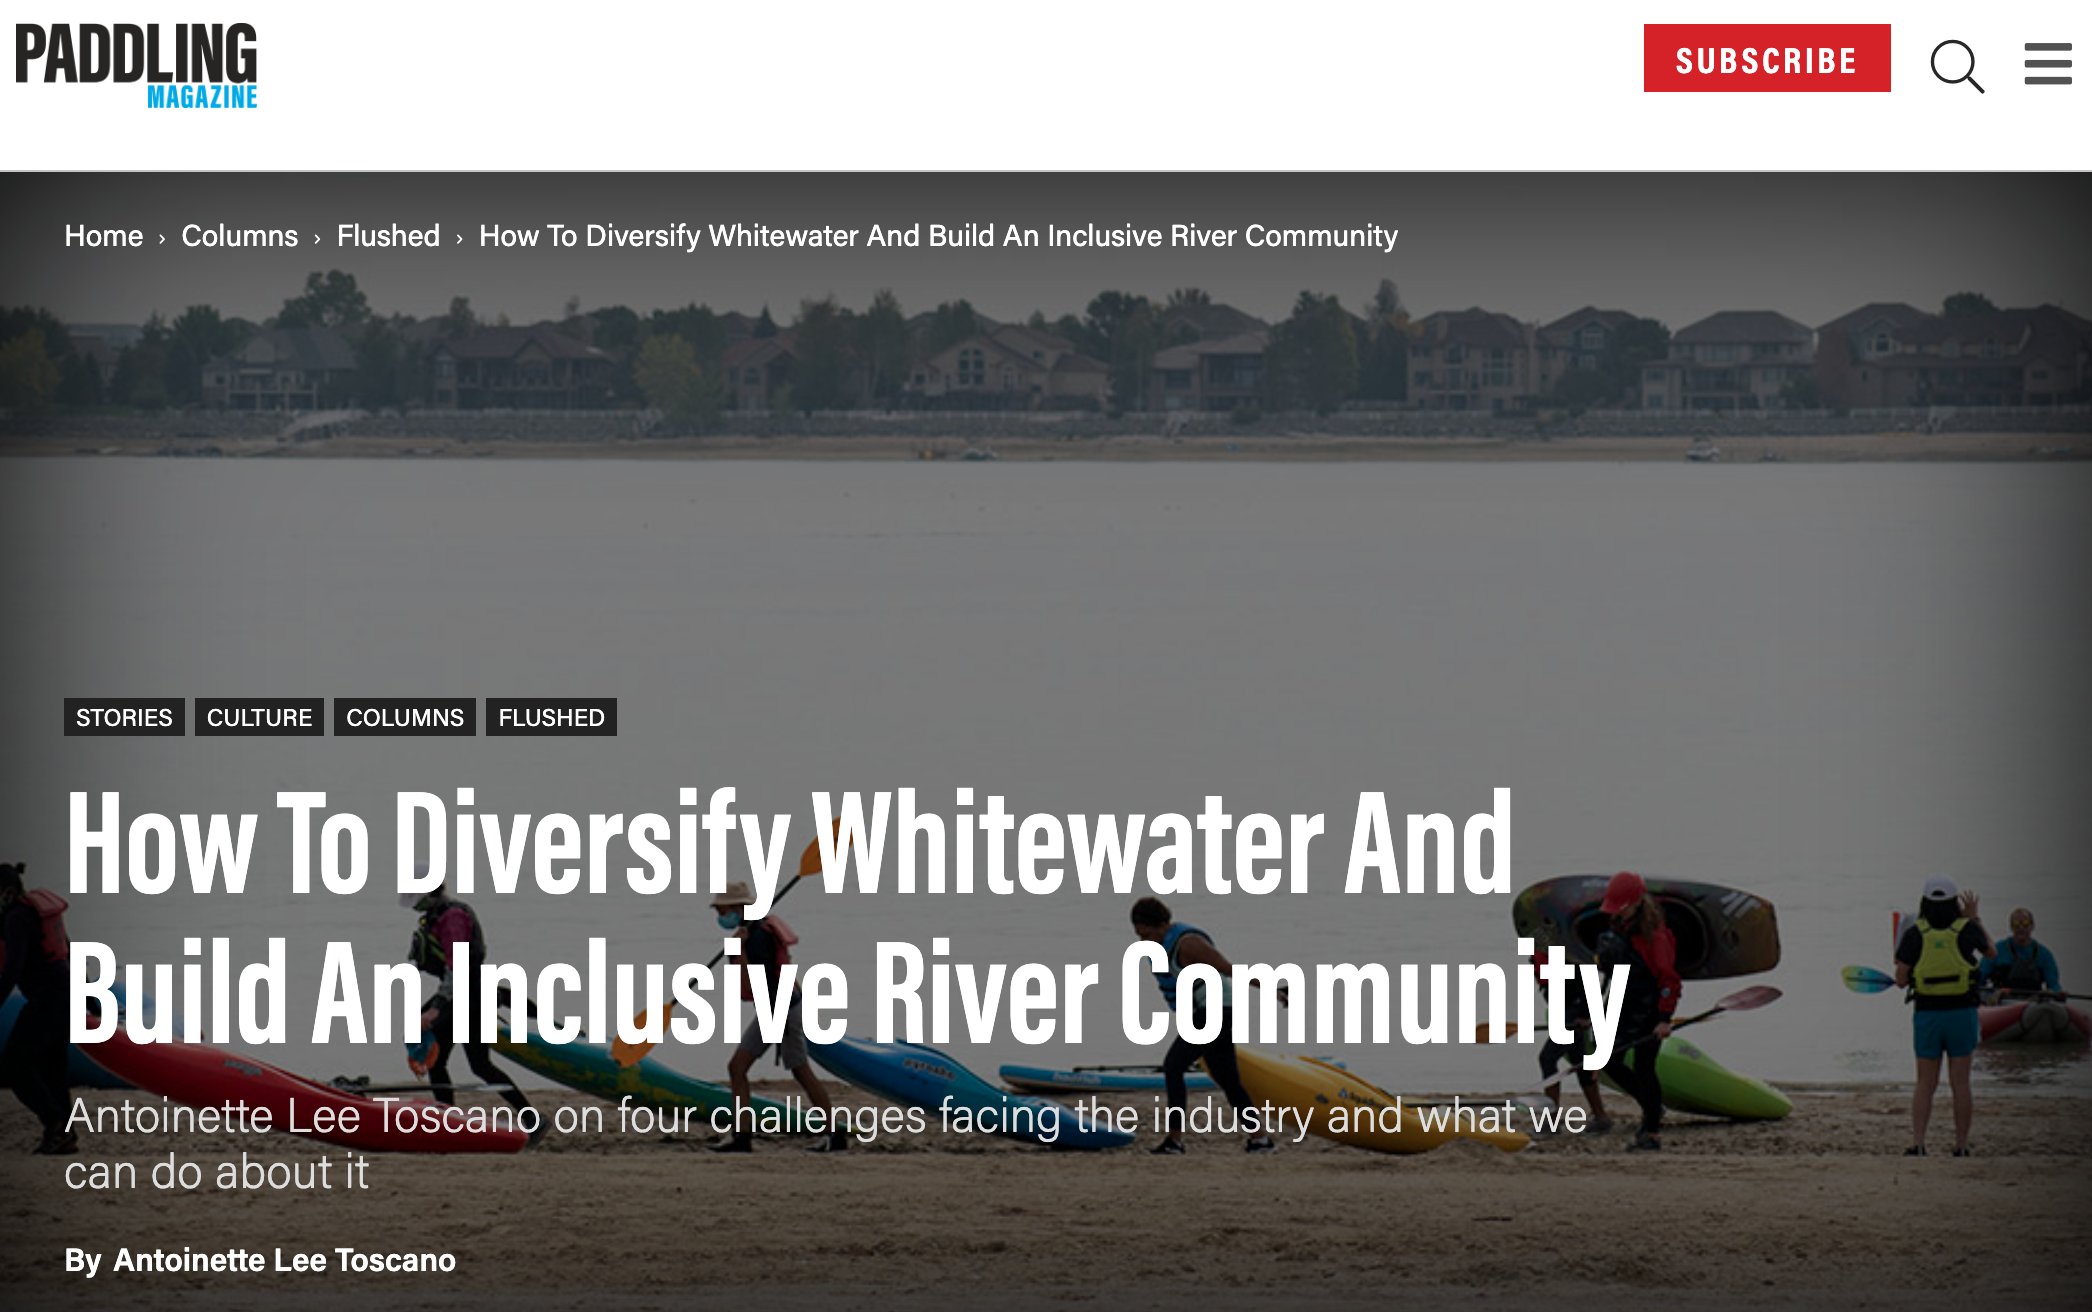 PADDLING
MAGAZINE
SUBSCRIBE
Home › Columns › Flushed › How To Diversify Whitewater And Build An Inclusive River Community
STORIES CULTURE COLUMNS FLUSHED
How To Diversify Whitewater And
Build An Inclusive River Community
Antoinette Lee Toscano on four challenges facing the industry and what we
can do about it
By Antoinette Lee Toscano